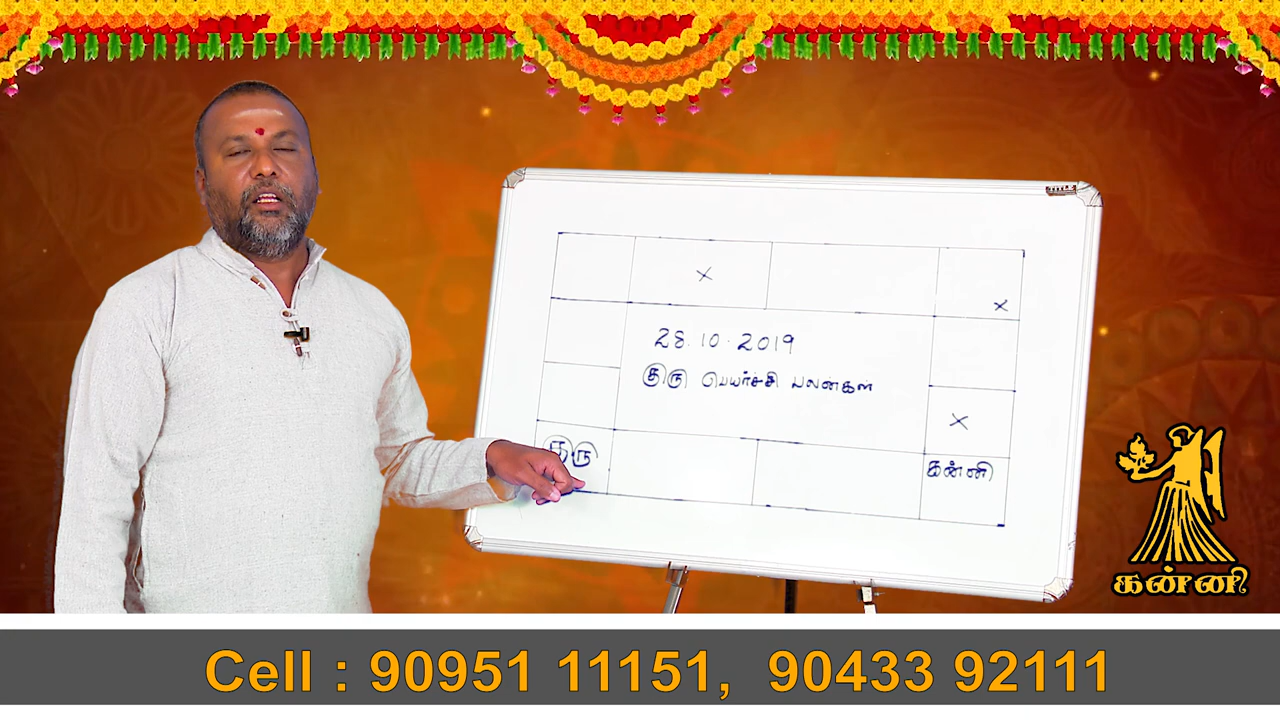 ×
×
28.10.2019
குரு பெயர்ச்சி பலன்கள
×
குரு
கன்னி
கன்னி
Cell : 90951 11151, 90433 92111